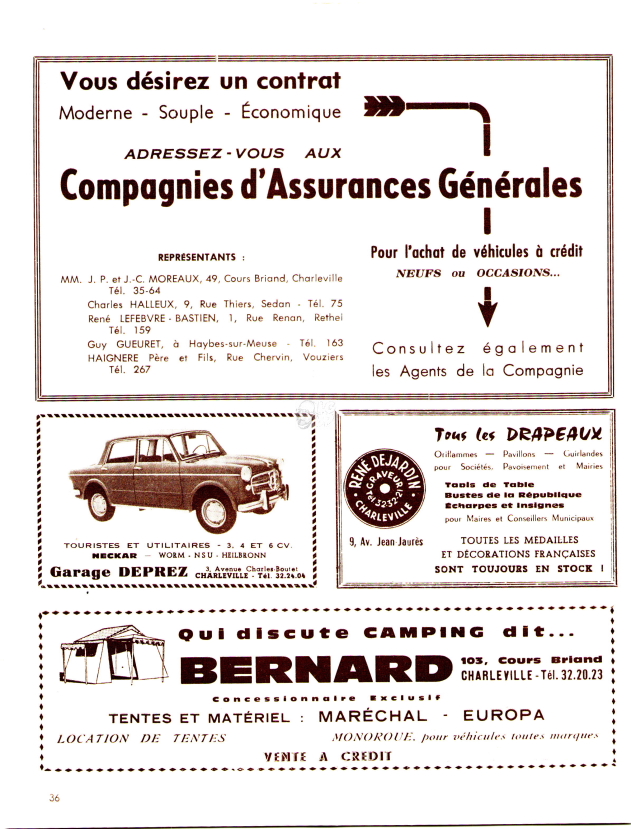 Vous désirez un contrat
Moderne - Souple - Économique
ADRESSEZ-VOUS AUX
Compagnies d'Assurances Générales
REPRÉSENTANTS :
MM. J. P. et J.-C. MOREAUX, 49, Cours Briand, Charleville
Tél. 35-64
Charles HALLEUX, 9, Rue Thiers, Sedan - Tél. 75
René LEFEBVRE - BASTIEN, 1, Rue Renan, Rethel
Tél. 159
Guy GUEURET, à Haybes-sur-Meuse - Tél. 163
HAIGNERE Père et Fils, Rue Chervin, Vouziers
Tél. 267
Pour l'achat de véhicules à crédit
NEUFS ou OCCASIONS...
Consultez également
les Agents de la Compagnie
TOURISTES ET UTILITAIRES - 3, 4 ET 6 CV.
NECKAR — WORM - NSU - HEILBRONN
Garage DEPREZ 3, Avenue Charles-Boutet
CHARLEVILLE - Tél. 32.24.04
RENÉ DEJARDIN
GRAVEUR
Tél. 32-52-21
CHARLEVILLE
9, Av. Jean-Jaurès
Tous les DRAPEAUX
Oriflammes — Pavillons — Guirlandes
pour Sociétés, Pavoisement et Mairies
Tapis de Table
Bustes de la République
Écharpes et Insignes
pour Maires et Conseillers Municipaux
TOUTES LES MEDAILLES
ET DÉCORATIONS FRANÇAISES
SONT TOUJOURS EN STOCK !
Qui discute CAMPING dit...
BERNARD 103, Cours Briand
CHARLEVILLE - Tél. 32.20.23
Concessionnaire Exclusif
TENTES ET MATÉRIEL : MARÉCHAL - EUROPA
LOCATION DE TENTES MONOROUE, pour véhicules toutes marques
VENTE A CREDIT
36